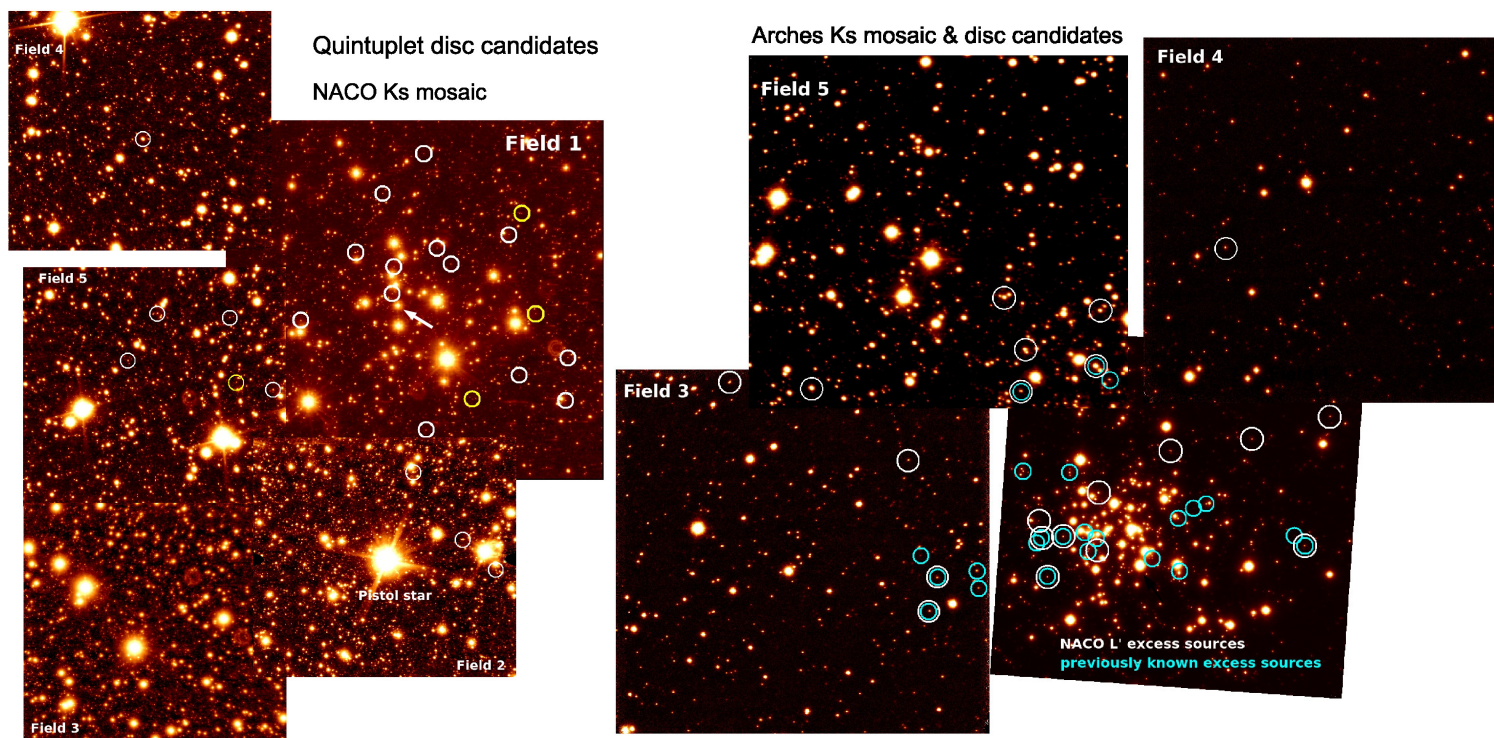 Field 4
Quintuplet disc candidates
NACO Ks mosaic
Field 1
Field 5
Pistol star
Field 2
Field 3
Arches Ks mosaic & disc candidates
Field 5
Field 4
Field 3
NACO L' excess sources
previously known excess sources